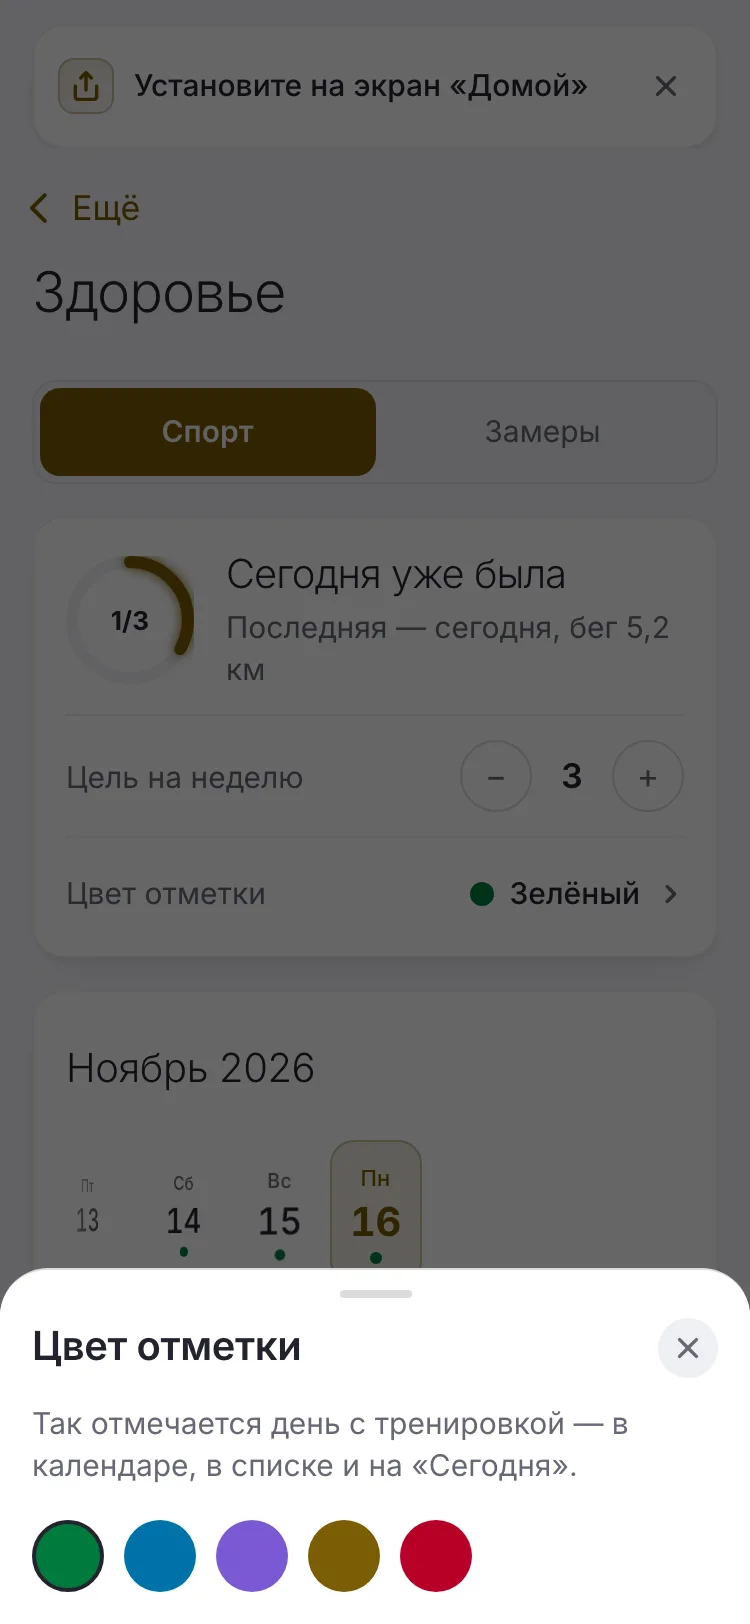 Установите на экран «Домой»
Ещё
Здоровье
Спорт
Замеры
1/3
Сегодня уже была
Последняя — сегодня, бег 5,2
км
Цель на неделю
−
3
+
Цвет отметки
Зелёный
Ноябрь 2026
Пт
Сб
Вс
Пн
13
14
15
16
Цвет отметки
Так отмечается день с тренировкой — в
календаре, в списке и на «Сегодня».